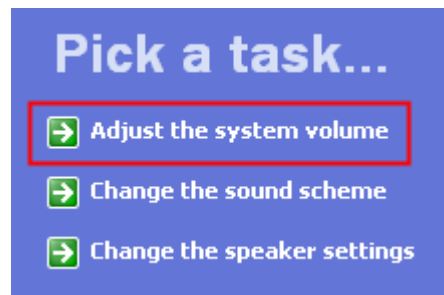 Pick a task...
Adjust the system volume
Change the sound scheme
Change the speaker settings